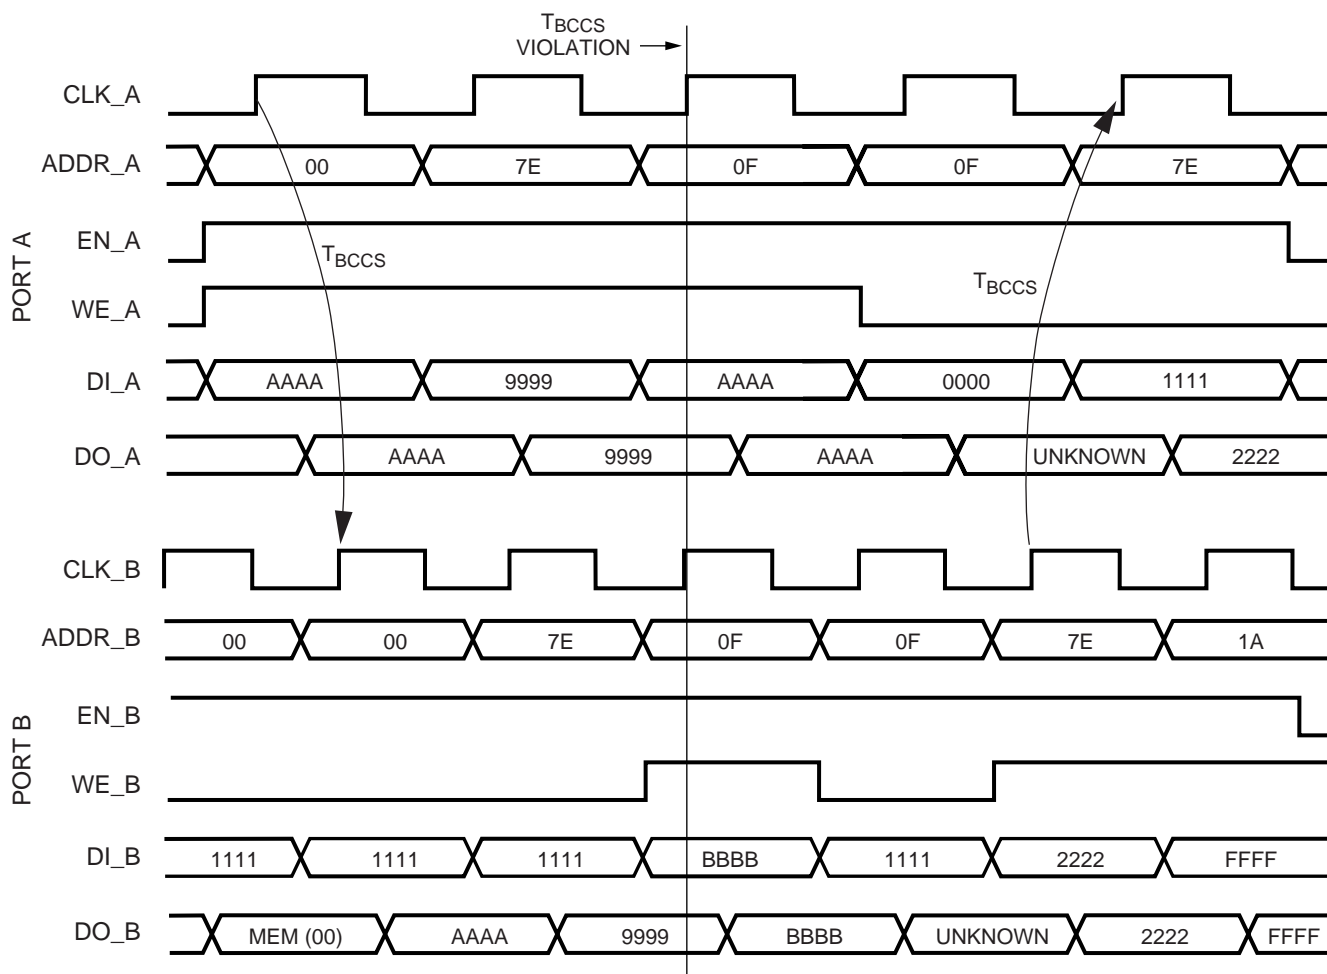 TBCCS
VIOLATION
CLK_A
ADDR_A 00 7E 0F 0F 7E
PORT A
EN_A
TBCCS
TBCCS
WE_A
DI_A AAAA 9999 AAAA 0000 1111
DO_A AAAA 9999 AAAA UNKNOWN 2222
CLK_B
ADDR_B 00 00 7E 0F 0F 7E 1A
PORT B
EN_B
WE_B
DI_B 1111 1111 1111 BBBB 1111 2222 FFFF
DO_B MEM (00) AAAA 9999 BBBB UNKNOWN 2222 FFFF